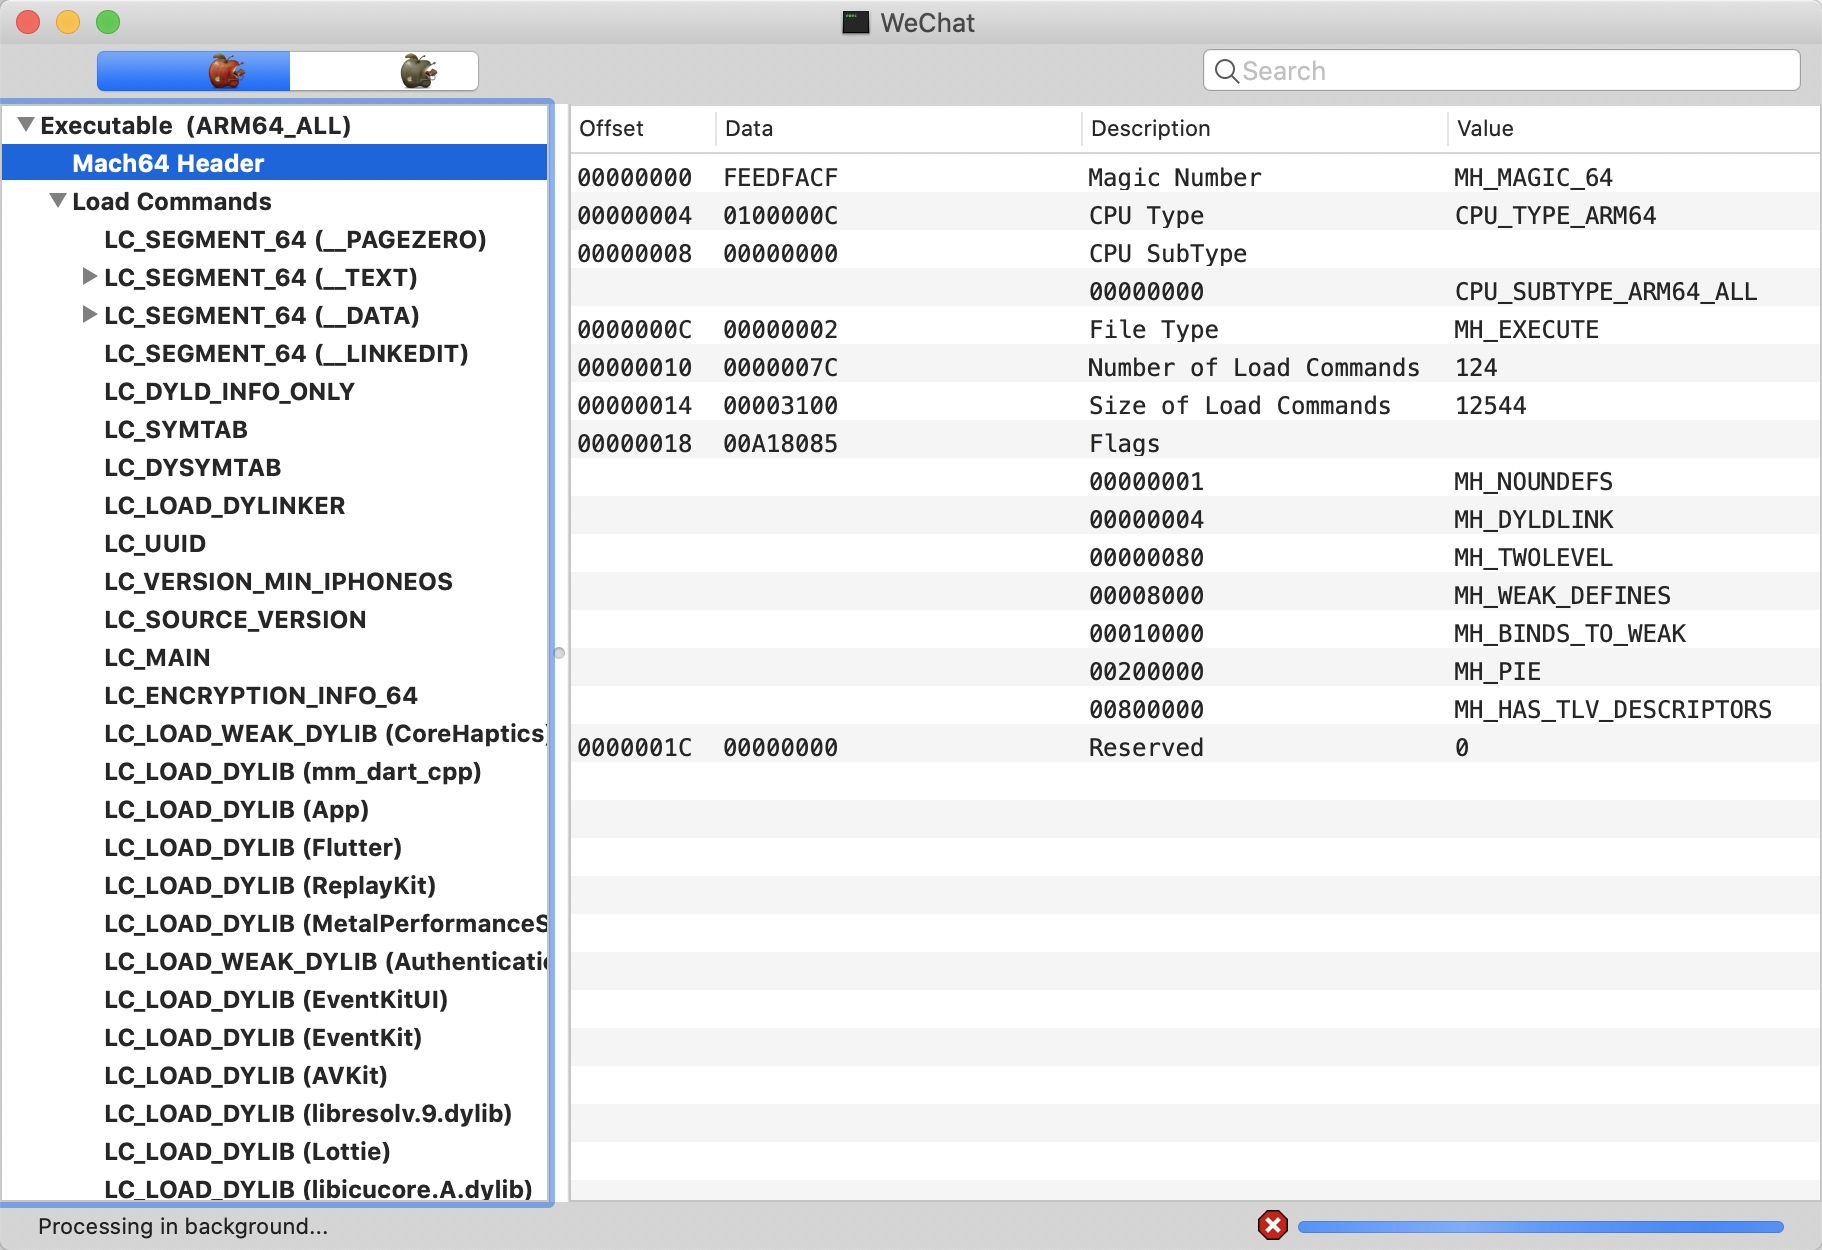 WeChat
Search
Executable (ARM64_ALL)
Mach64 Header
Load Commands
LC_SEGMENT_64 (__PAGEZERO)
LC_SEGMENT_64 (__TEXT)
LC_SEGMENT_64 (__DATA)
LC_SEGMENT_64 (__LINKEDIT)
LC_DYLD_INFO_ONLY
LC_SYMTAB
LC_DYSYMTAB
LC_LOAD_DYLINKER
LC_UUID
LC_VERSION_MIN_IPHONEOS
LC_SOURCE_VERSION
LC_MAIN
LC_ENCRYPTION_INFO_64
LC_LOAD_WEAK_DYLIB (CoreHaptics)
LC_LOAD_DYLIB (mm_dart_cpp)
LC_LOAD_DYLIB (App)
LC_LOAD_DYLIB (Flutter)
LC_LOAD_DYLIB (ReplayKit)
LC_LOAD_DYLIB (MetalPerformanceS
LC_LOAD_WEAK_DYLIB (Authenticatio
LC_LOAD_DYLIB (EventKitUI)
LC_LOAD_DYLIB (EventKit)
LC_LOAD_DYLIB (AVKit)
LC_LOAD_DYLIB (libresolv.9.dylib)
LC_LOAD_DYLIB (Lottie)
LC_LOAD_DYLIB (libicucore.A.dylib)
Offset Data Description Value
00000000 FEEDFACF Magic Number MH_MAGIC_64
00000004 0100000C CPU Type CPU_TYPE_ARM64
00000008 00000000 CPU SubType
00000000 CPU_SUBTYPE_ARM64_ALL
0000000C 00000002 File Type MH_EXECUTE
00000010 0000007C Number of Load Commands 124
00000014 00003100 Size of Load Commands 12544
00000018 00A18085 Flags
00000001 MH_NOUNDEFS
00000004 MH_DYLDLINK
00000080 MH_TWOLEVEL
00008000 MH_WEAK_DEFINES
00010000 MH_BINDS_TO_WEAK
00200000 MH_PIE
00800000 MH_HAS_TLV_DESCRIPTORS
0000001C 00000000 Reserved 0
Processing in background...